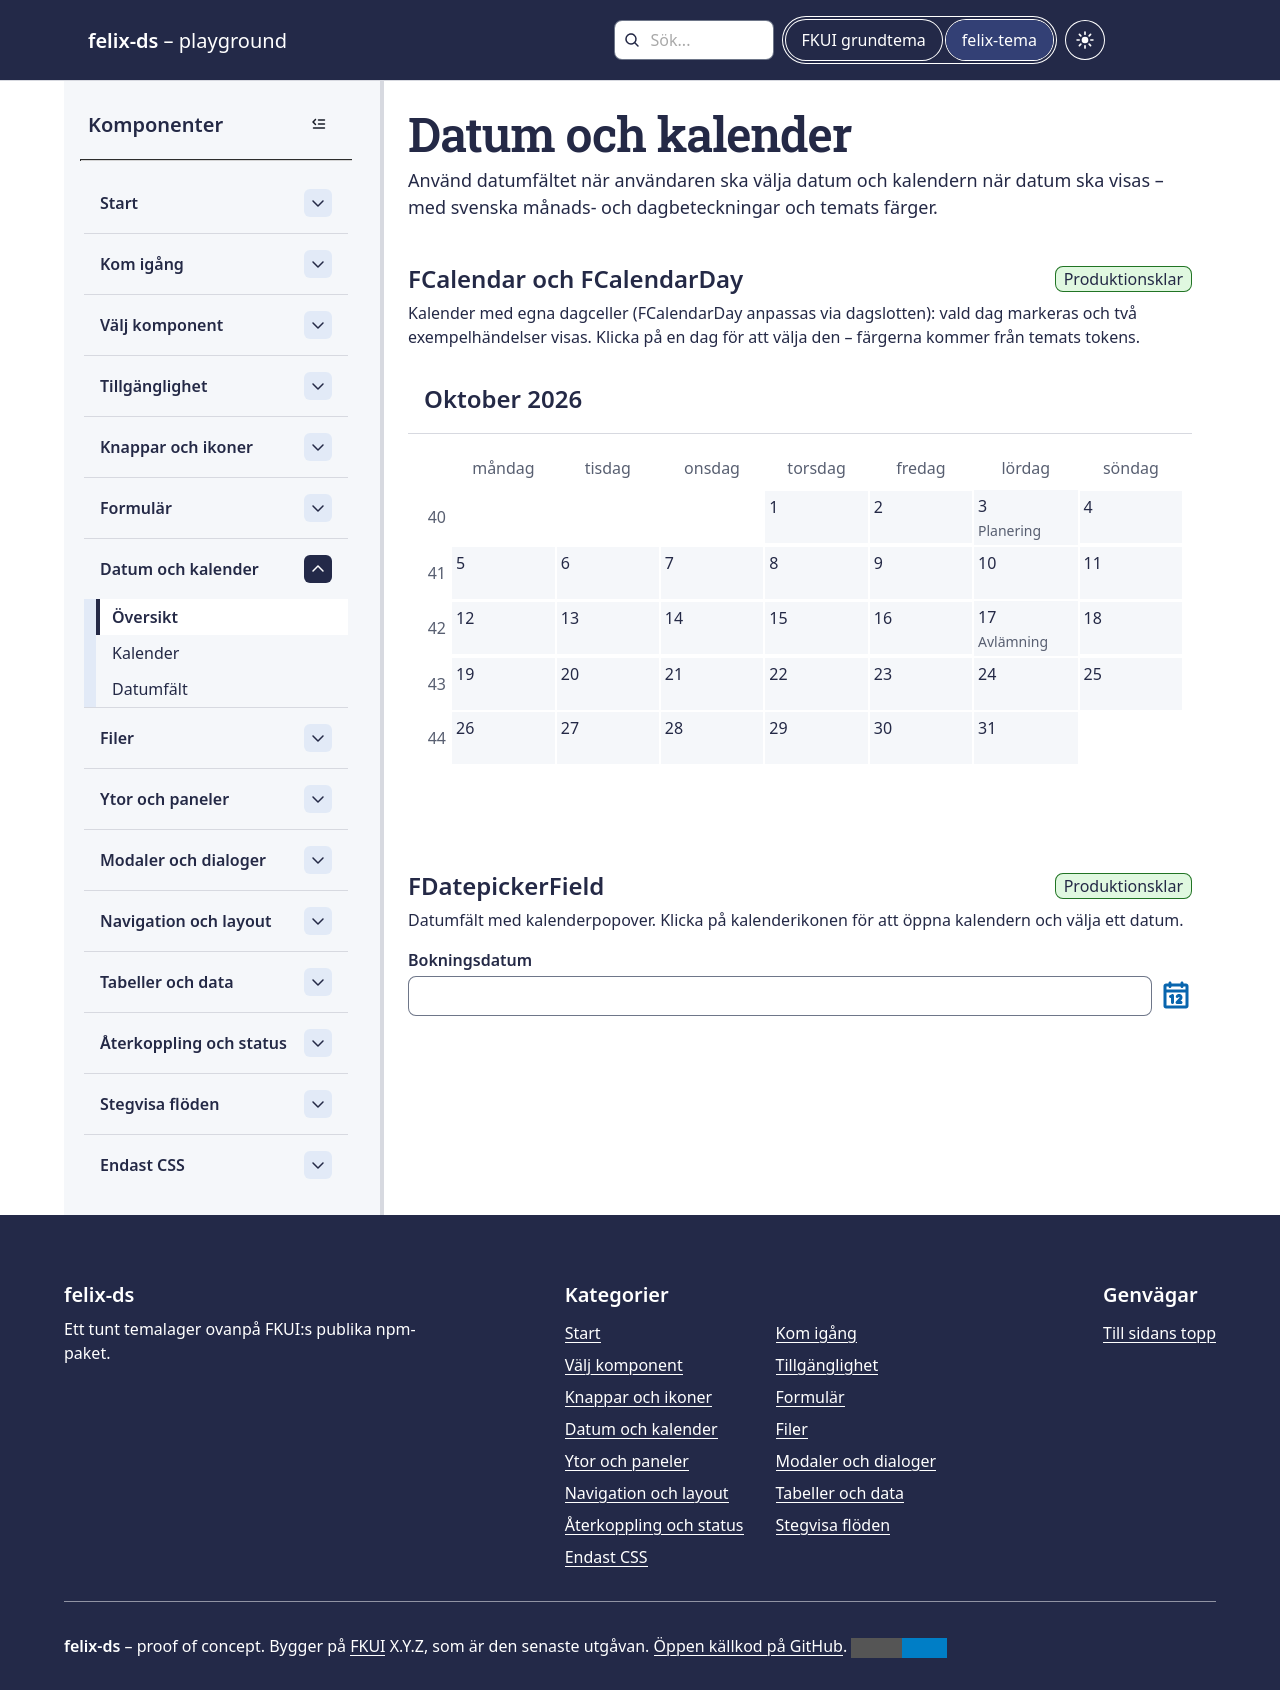 felix-ds – playground
Sök...
FKUI grundtema
felix-tema
Komponenter
Start
Kom igång
Välj komponent
Tillgänglighet
Knappar och ikoner
Formulär
Datum och kalender
Översikt
Kalender
Datumfält
Filer
Ytor och paneler
Modaler och dialoger
Navigation och layout
Tabeller och data
Återkoppling och status
Stegvisa flöden
Endast CSS
Datum och kalender
Använd datumfältet när användaren ska välja datum och kalendern när datum ska visas –
med svenska månads- och dagbeteckningar och temats färger.
FCalendar och FCalendarDay
Produktionsklar
Kalender med egna dagceller (FCalendarDay anpassas via dagslotten): vald dag markeras och två
exempelhändelser visas. Klicka på en dag för att välja den – färgerna kommer från temats tokens.
Oktober 2026
måndag tisdag onsdag torsdag fredag lördag söndag
40 1 2 3 4
Planering
41 5 6 7 8 9 10 11
42 12 13 14 15 16 17 18
Avlämning
43 19 20 21 22 23 24 25
44 26 27 28 29 30 31
FDatepickerField
Produktionsklar
Datumfält med kalenderpopover. Klicka på kalenderikonen för att öppna kalendern och välja ett datum.
Bokningsdatum
12
felix-ds
Ett tunt temalager ovanpå FKUI:s publika npm-
paket.
Kategorier
Start
Kom igång
Välj komponent
Tillgänglighet
Knappar och ikoner
Formulär
Datum och kalender
Filer
Ytor och paneler
Modaler och dialoger
Navigation och layout
Tabeller och data
Återkoppling och status
Stegvisa flöden
Endast CSS
Genvägar
Till sidans topp
felix-ds – proof of concept. Bygger på FKUI X.Y.Z, som är den senaste utgåvan. Öppen källkod på GitHub.